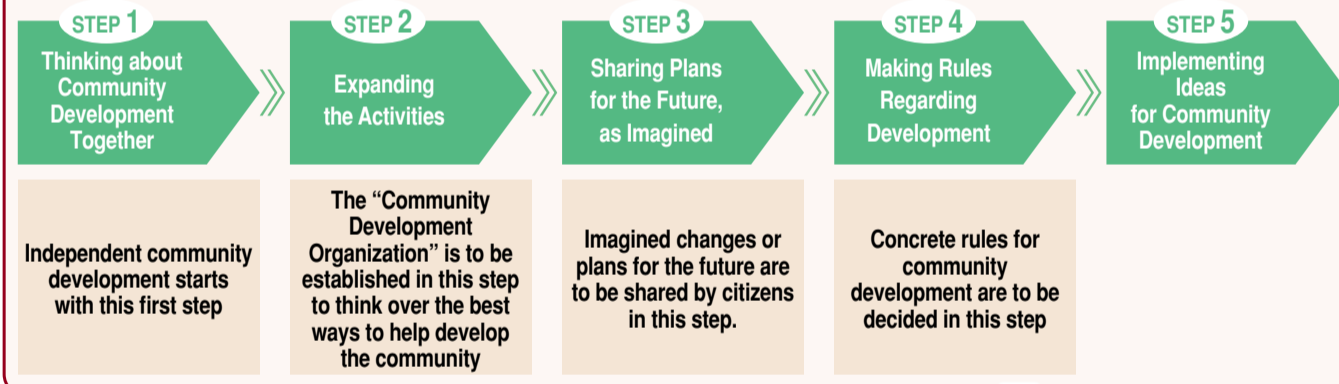 STEP 1
Thinking about
Community
Development
Together
STEP 2
Expanding
the Activities
STEP 3
Sharing Plans
for the Future,
as Imagined
STEP 4
Making Rules
Regarding
Development
STEP 5
Implementing
Ideas
for Community
Development
Independent community
development starts
with this first step
The “Community
Development
Organization” is to be
established in this step
to think over the best
ways to help develop
the community
Imagined changes or
plans for the future are
to be shared by citizens
in this step.
Concrete rules for
community
development are to be
decided in this step